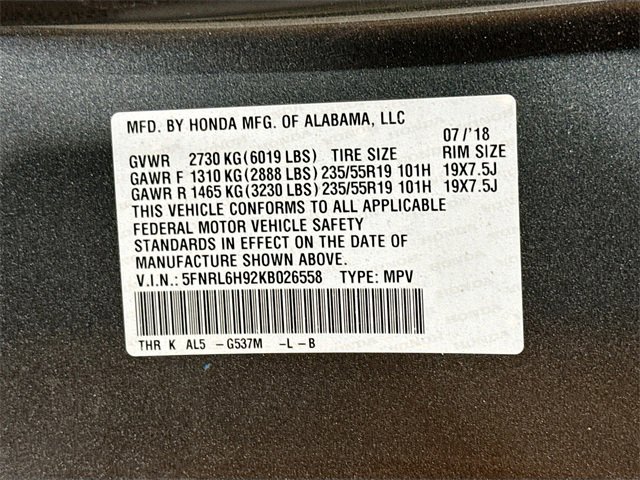 MFD. BY HONDA MFG. OF ALABAMA, LLC
07/'18
GVWR 2730 KG (6019 LBS) TIRE SIZE RIM SIZE
GAWR F 1310 KG (2888 LBS) 235/55R19 101H 19X7.5J
GAWR R 1465 KG (3230 LBS) 235/55R19 101H 19X7.5J
THIS VEHICLE CONFORMS TO ALL APPLICABLE
FEDERAL MOTOR VEHICLE SAFETY
STANDARDS IN EFFECT ON THE DATE OF
MANUFACTURE SHOWN ABOVE.
V.I.N.: 5FNRL6H92KB026558 TYPE: MPV
THR K AL5 - G537M -L-B